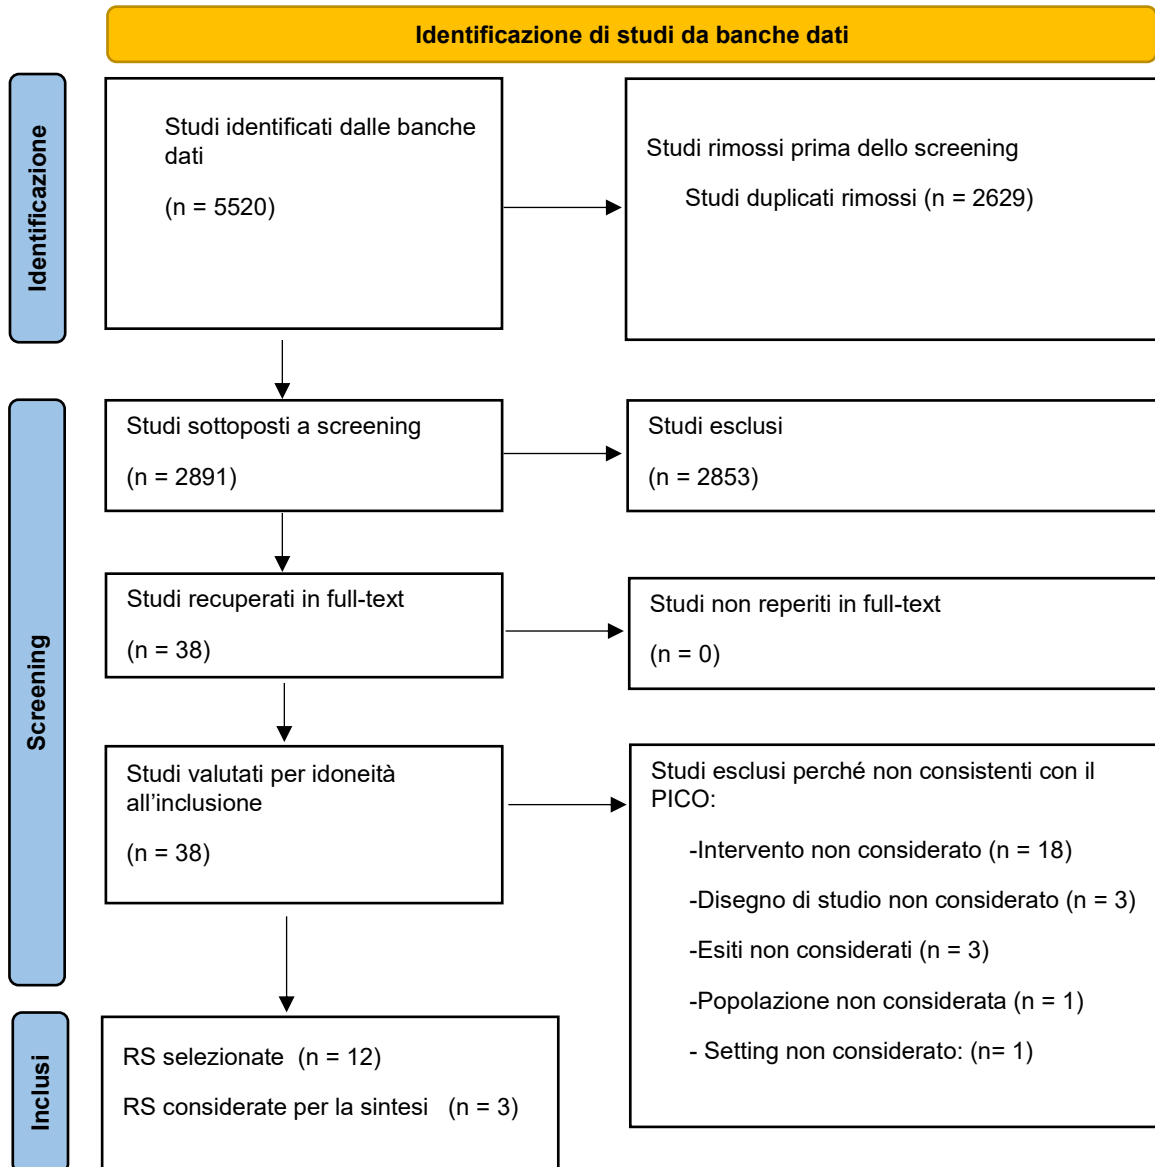 Identificazione di studi da banche dati
Identificazione
Studi identificati dalle banche
dati
(n = 5520)
Studi rimossi prima dello screening
Studi duplicati rimossi (n = 2629)
Screening
Studi sottoposti a screening
(n = 2891)
Studi esclusi
(n = 2853)
Studi recuperati in full-text
(n = 38)
Studi non reperiti in full-text
(n = 0)
Studi valutati per idoneità
all’inclusione
(n = 38)
Studi esclusi perché non consistenti con il
PICO:
-Intervento non considerato (n = 18)
-Disegno di studio non considerato (n = 3)
-Esiti non considerati (n = 3)
-Popolazione non considerata (n = 1)
- Setting non considerato: (n= 1)
Inclusi
RS selezionate (n = 12)
RS considerate per la sintesi (n = 3)